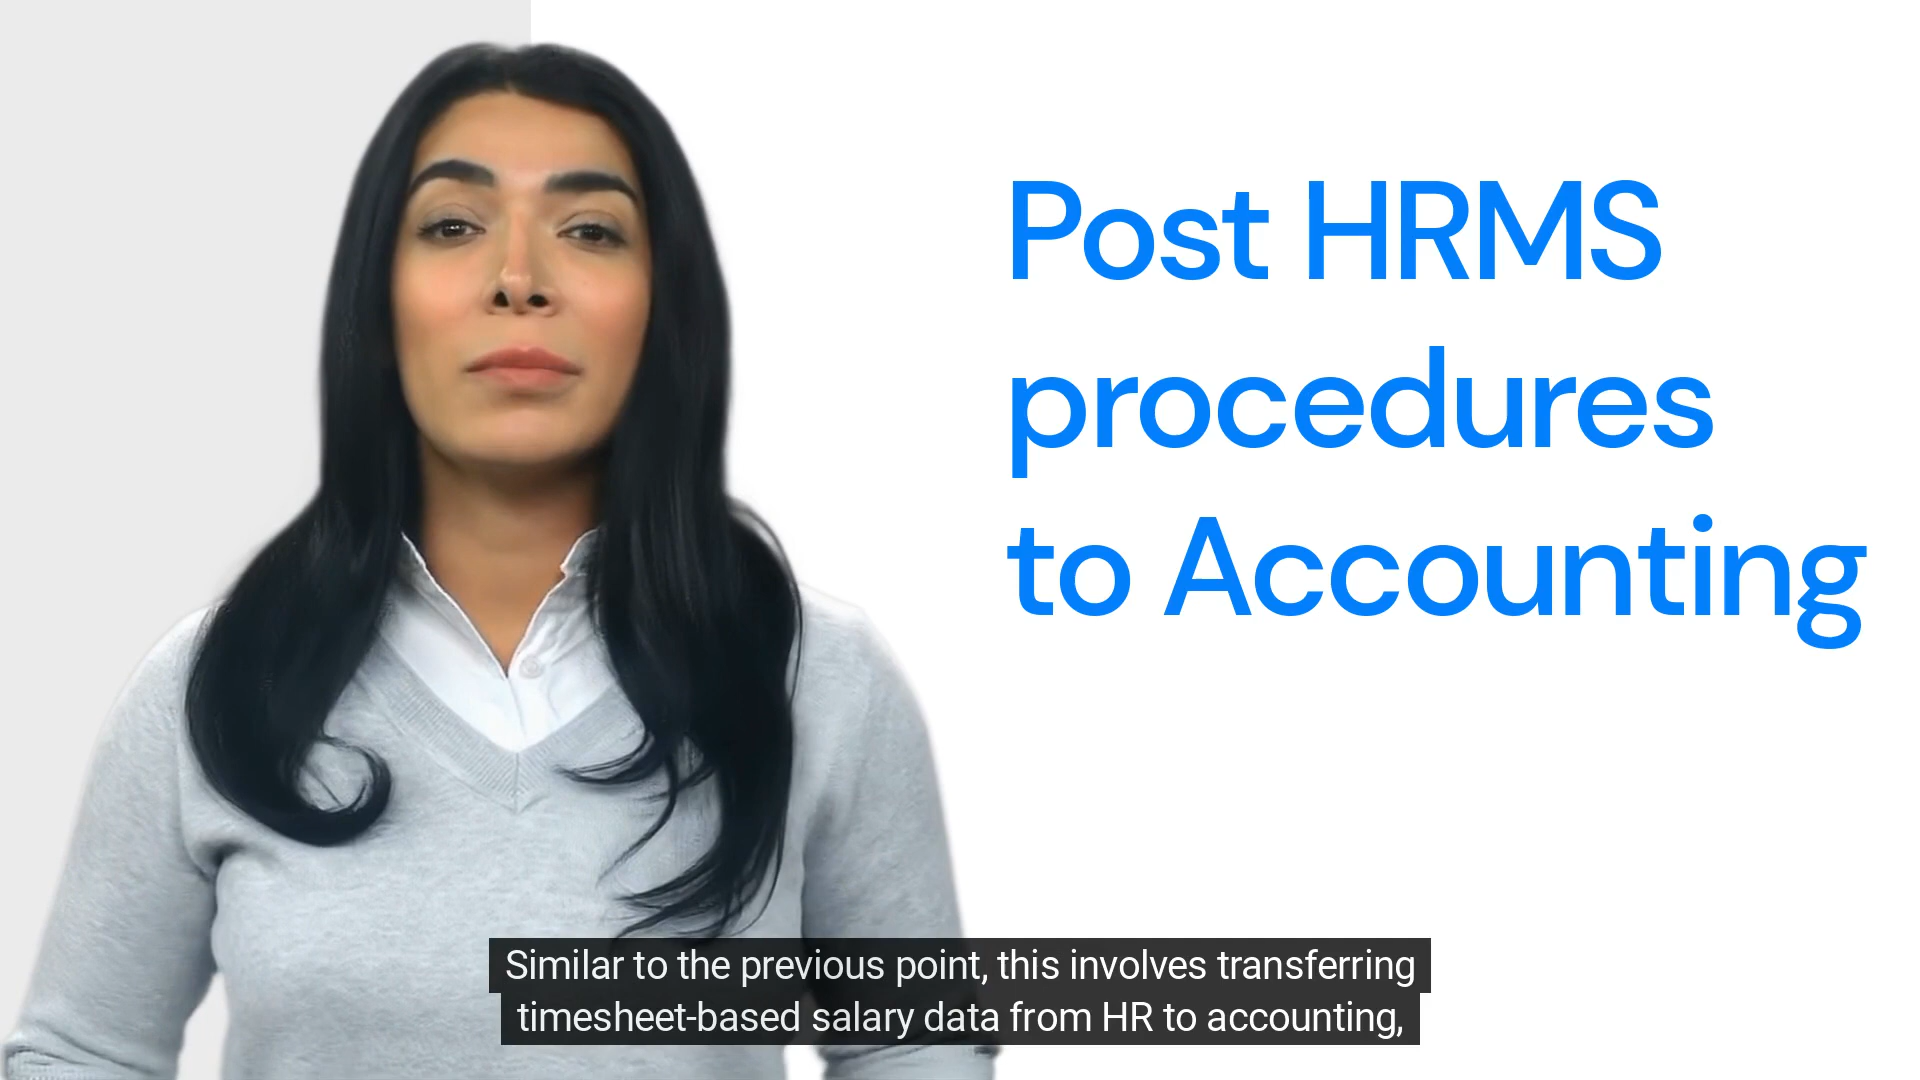 Post HRMS
procedures
to Accounting
Similar to the previous point, this involves transferring
timesheet-based salary data from HR to accounting,